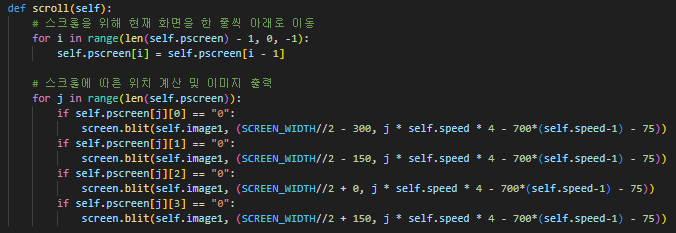 def scroll(self):
    # 스크롤을 위해 현재 화면을 한 줄씩 아래로 이동
    for i in range(len(self.pscreen) - 1, 0, -1):
        self.pscreen[i] = self.pscreen[i - 1]

    # 스크롤에 따른 위치 계산 및 이미지 출력
    for j in range(len(self.pscreen)):
        if self.pscreen[j][0] == "0":
            screen.blit(self.image1, (SCREEN_WIDTH//2 - 300, j * self.speed * 4 - 700*(self.speed-1) - 75))
        if self.pscreen[j][1] == "0":
            screen.blit(self.image1, (SCREEN_WIDTH//2 - 150, j * self.speed * 4 - 700*(self.speed-1) - 75))
        if self.pscreen[j][2] == "0":
            screen.blit(self.image1, (SCREEN_WIDTH//2 + 0, j * self.speed * 4 - 700*(self.speed-1) - 75))
        if self.pscreen[j][3] == "0":
            screen.blit(self.image1, (SCREEN_WIDTH//2 + 150, j * self.speed * 4 - 700*(self.speed-1) - 75))